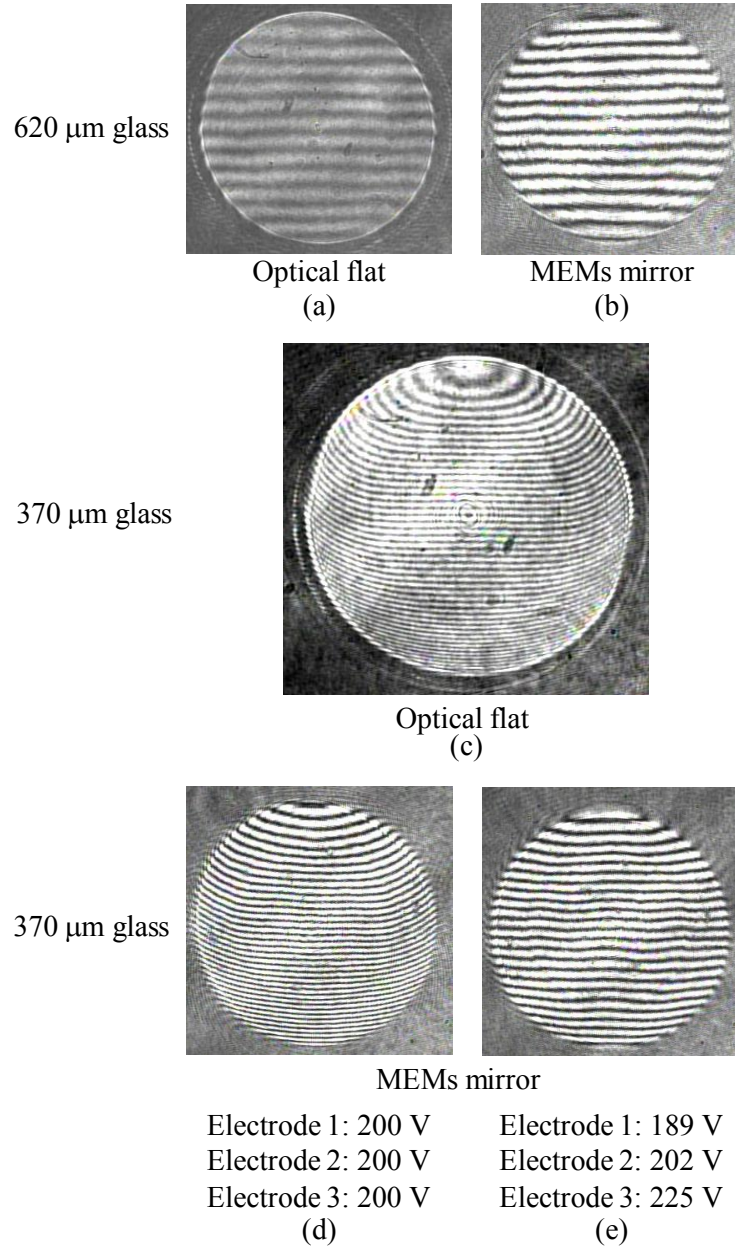 620 μm glass
Optical flat
(a)
MEMs mirror
(b)
370 μm glass
Optical flat
(c)
370 μm glass
MEMs mirror
Electrode 1: 200 V
Electrode 2: 200 V
Electrode 3: 200 V
(d)
Electrode 1: 189 V
Electrode 2: 202 V
Electrode 3: 225 V
(e)